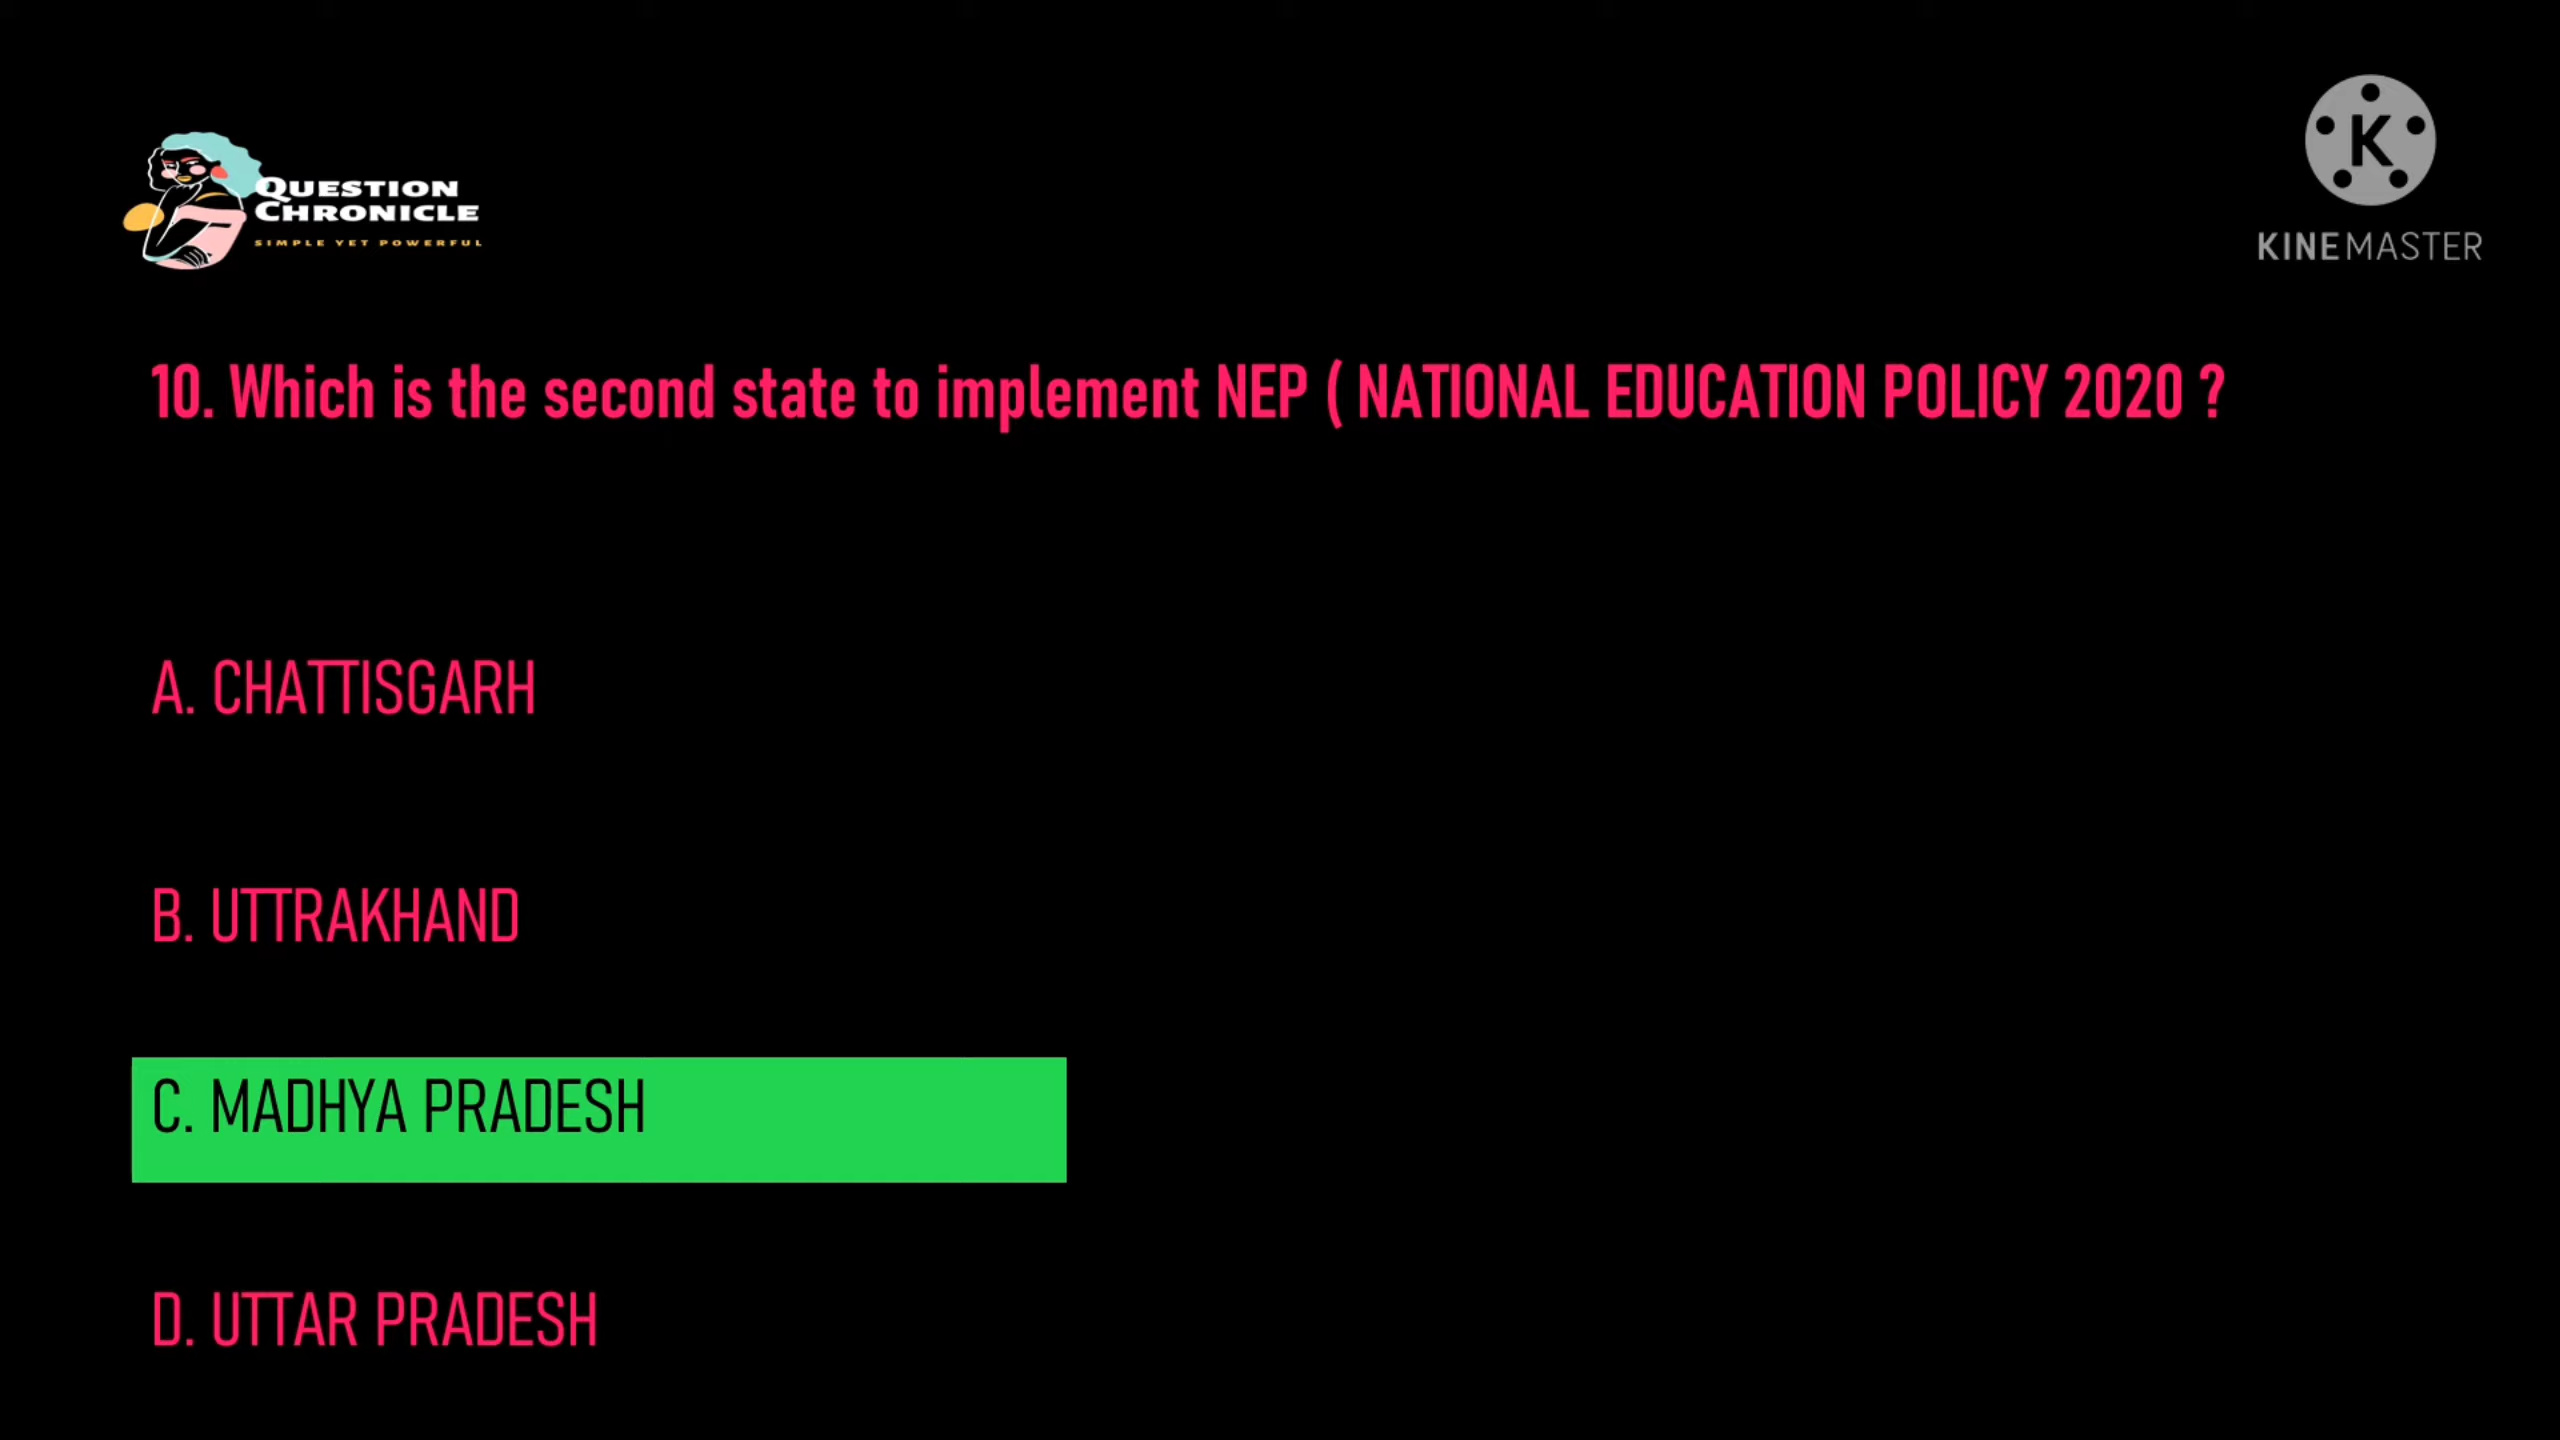 QUESTION
CHRONICLE
SIMPLE YET POWERFUL
K
KINEMASTER
10. Which is the second state to implement NEP ( NATIONAL EDUCATION POLICY 2020 ?
A. CHATTISGARH
B. UTTRAKHAND
C. MADHYA PRADESH
D. UTTAR PRADESH